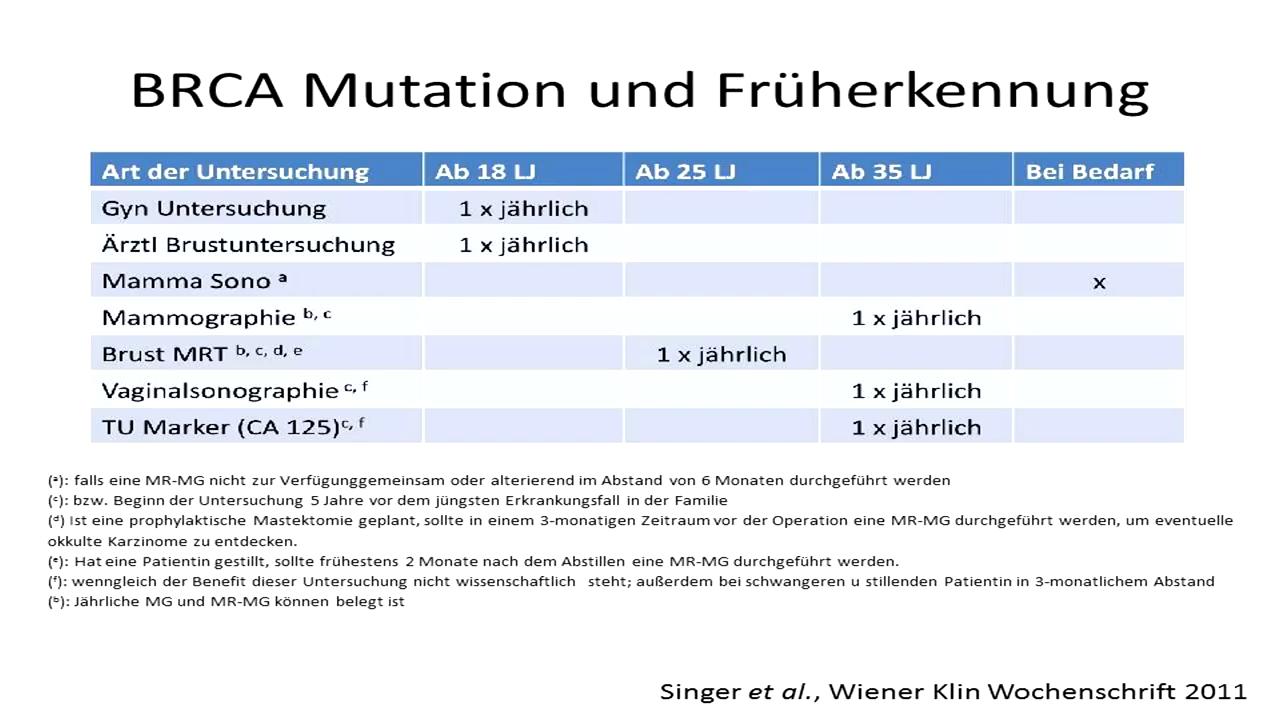 BRCA Mutation und Früherkennung
Art der Untersuchung Ab 18 LJ Ab 25 LJ Ab 35 LJ Bei Bedarf
Gyn Untersuchung 1 x jährlich
Ärztl Brustuntersuchung 1 x jährlich
Mamma Sono a x
Mammographie b, c 1 x jährlich
Brust MRT b, c, d, e 1 x jährlich
Vaginalsonographie c, f 1 x jährlich
TU Marker (CA 125)c, f 1 x jährlich
(a): falls eine MR-MG nicht zur Verfügunggemeinsam oder alterierend im Abstand von 6 Monaten durchgeführt werden
(c): bzw. Beginn der Untersuchung 5 Jahre vor dem jüngsten Erkrankungsfall in der Familie
(d) Ist eine prophylaktische Mastektomie geplant, sollte in einem 3-monatigen Zeitraum vor der Operation eine MR-MG durchgeführt werden, um eventuelle
okkulte Karzinome zu entdecken.
(e): Hat eine Patientin gestillt, sollte frühestens 2 Monate nach dem Abstillen eine MR-MG durchgeführt werden.
(f): wenngleich der Benefit dieser Untersuchung nicht wissenschaftlich steht; außerdem bei schwangeren u stillenden Patientin in 3-monatlichem Abstand
(b): Jährliche MG und MR-MG können belegt ist
Singer et al., Wiener Klin Wochenschrift 2011